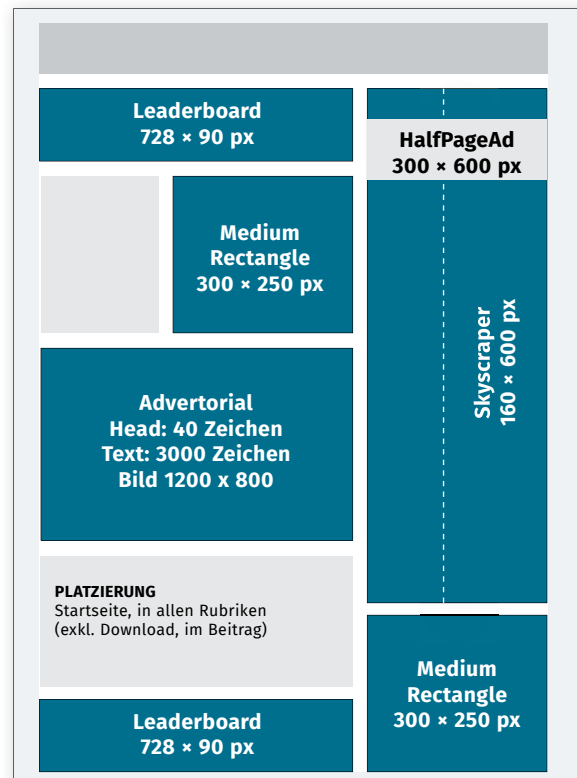 Leaderboard
728 × 90 px
HalfPageAd
300 × 600 px
Medium
Rectangle
300 × 250 px
Skyscraper
160 × 600 px
Advertorial
Head: 40 Zeichen
Text: 3000 Zeichen
Bild 1200 x 800
PLATZIERUNG
Startseite, in allen Rubriken
(exkl. Download, im Beitrag)
Medium
Rectangle
300 × 250 px
Leaderboard
728 × 90 px